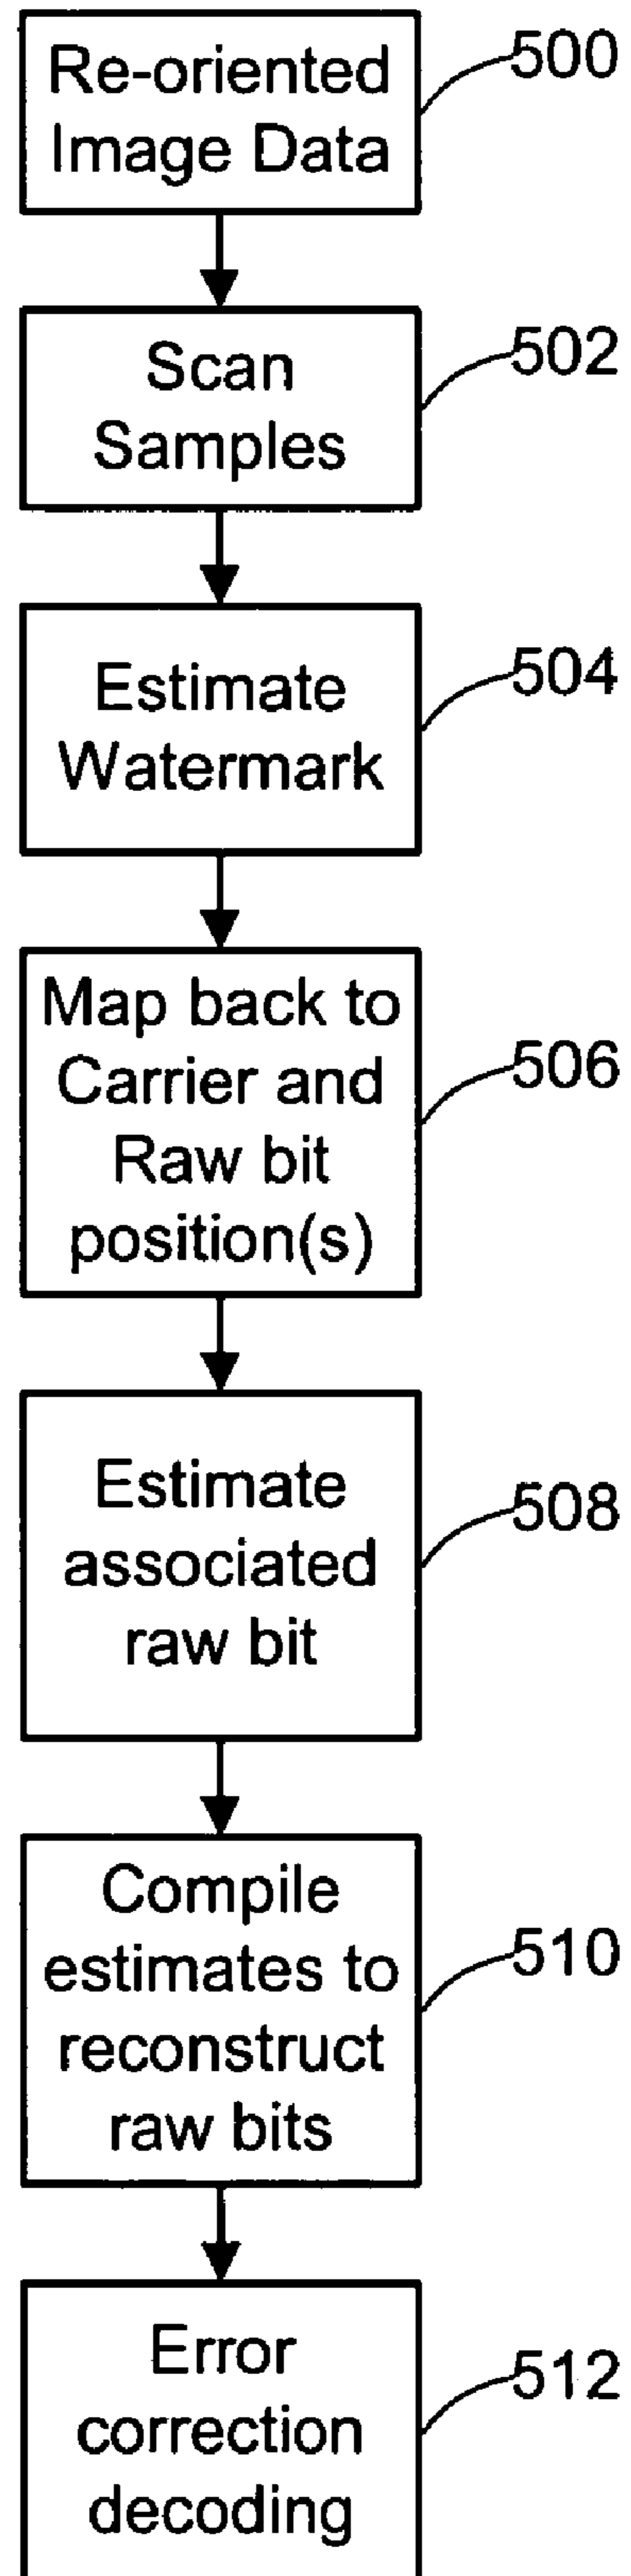 Re-oriented
Image Data
500
Scan
Samples
502
Estimate
Watermark
504
Map back to
Carrier and
Raw bit
position(s)
506
Estimate
associated
raw bit
508
Compile
estimates to
reconstruct
raw bits
510
Error
correction
decoding
512